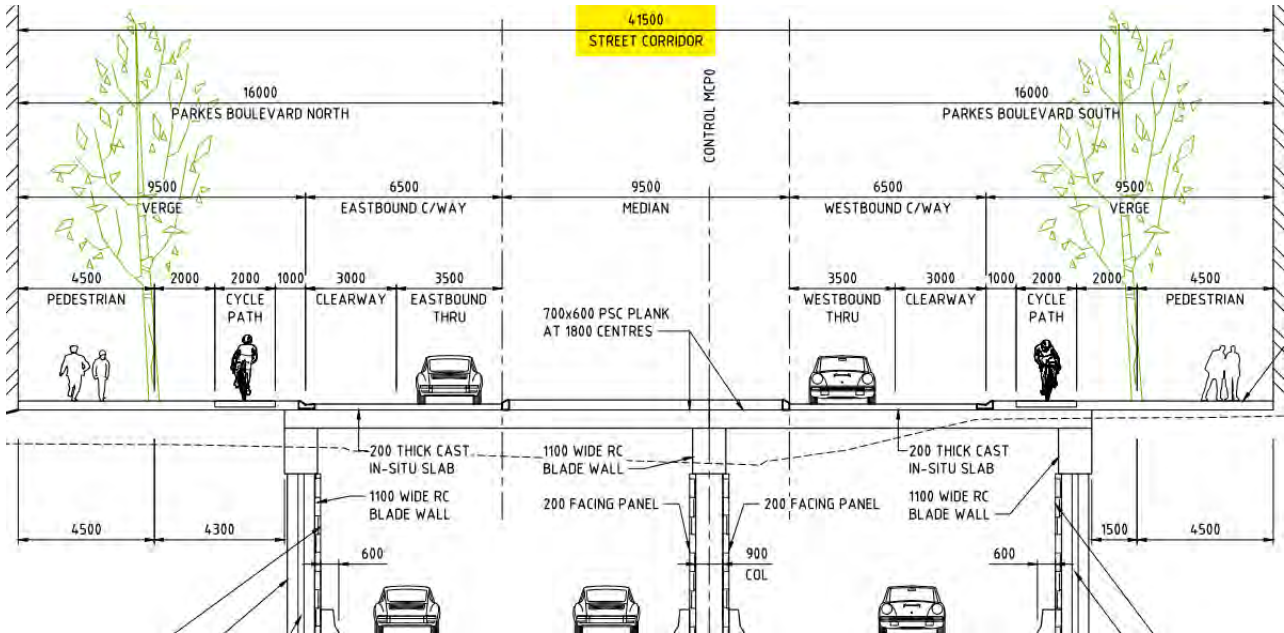 41500
STREET CORRIDOR
16000
PARKES BOULEVARD NORTH
CONTROL MCP0
16000
PARKES BOULEVARD SOUTH
9500
VERGE
6500
EASTBOUND C/WAY
9500
MEDIAN
6500
WESTBOUND C/WAY
9500
VERGE
4500
PEDESTRIAN
2000
2000
CYCLE
PATH
1000
3000
CLEARWAY
3500
EASTBOUND
THRU
700x600 PSC PLANK
AT 1800 CENTRES
3500
WESTBOUND
THRU
3000
CLEARWAY
1000
2000
CYCLE
PATH
2000
4500
PEDESTRIAN
200 THICK CAST
IN-SITU SLAB
1100 WIDE RC
BLADE WALL
200 THICK CAST
IN-SITU SLAB
1100 WIDE RC
BLADE WALL
200 FACING PANEL
200 FACING PANEL
1100 WIDE RC
BLADE WALL
4500
4300
600
900
COL
600
1500
4500